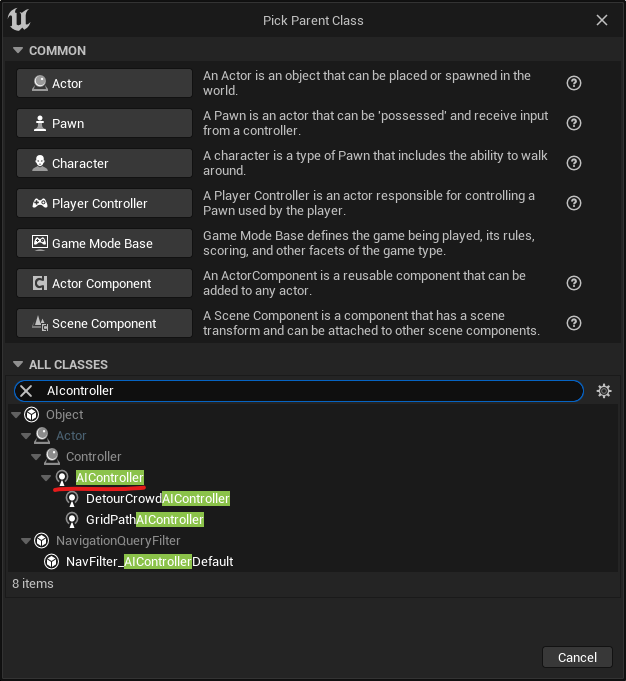 Pick Parent Class
COMMON
Actor
An Actor is an object that can be placed or spawned in the
world.
Pawn
A Pawn is an actor that can be 'possessed' and receive input
from a controller.
Character
A character is a type of Pawn that includes the ability to walk
around.
Player Controller
A Player Controller is an actor responsible for controlling a
Pawn used by the player.
Game Mode Base
Game Mode Base defines the game being played, its rules,
scoring, and other facets of the game type.
Actor Component
An ActorComponent is a reusable component that can be
added to any actor.
Scene Component
A Scene Component is a component that has a scene
transform and can be attached to other scene components.
ALL CLASSES
AIcontroller
Object
Actor
Controller
AIController
DetourCrowdAIController
GridPathAIController
NavigationQueryFilter
NavFilter_AIControllerDefault
8 items
Cancel